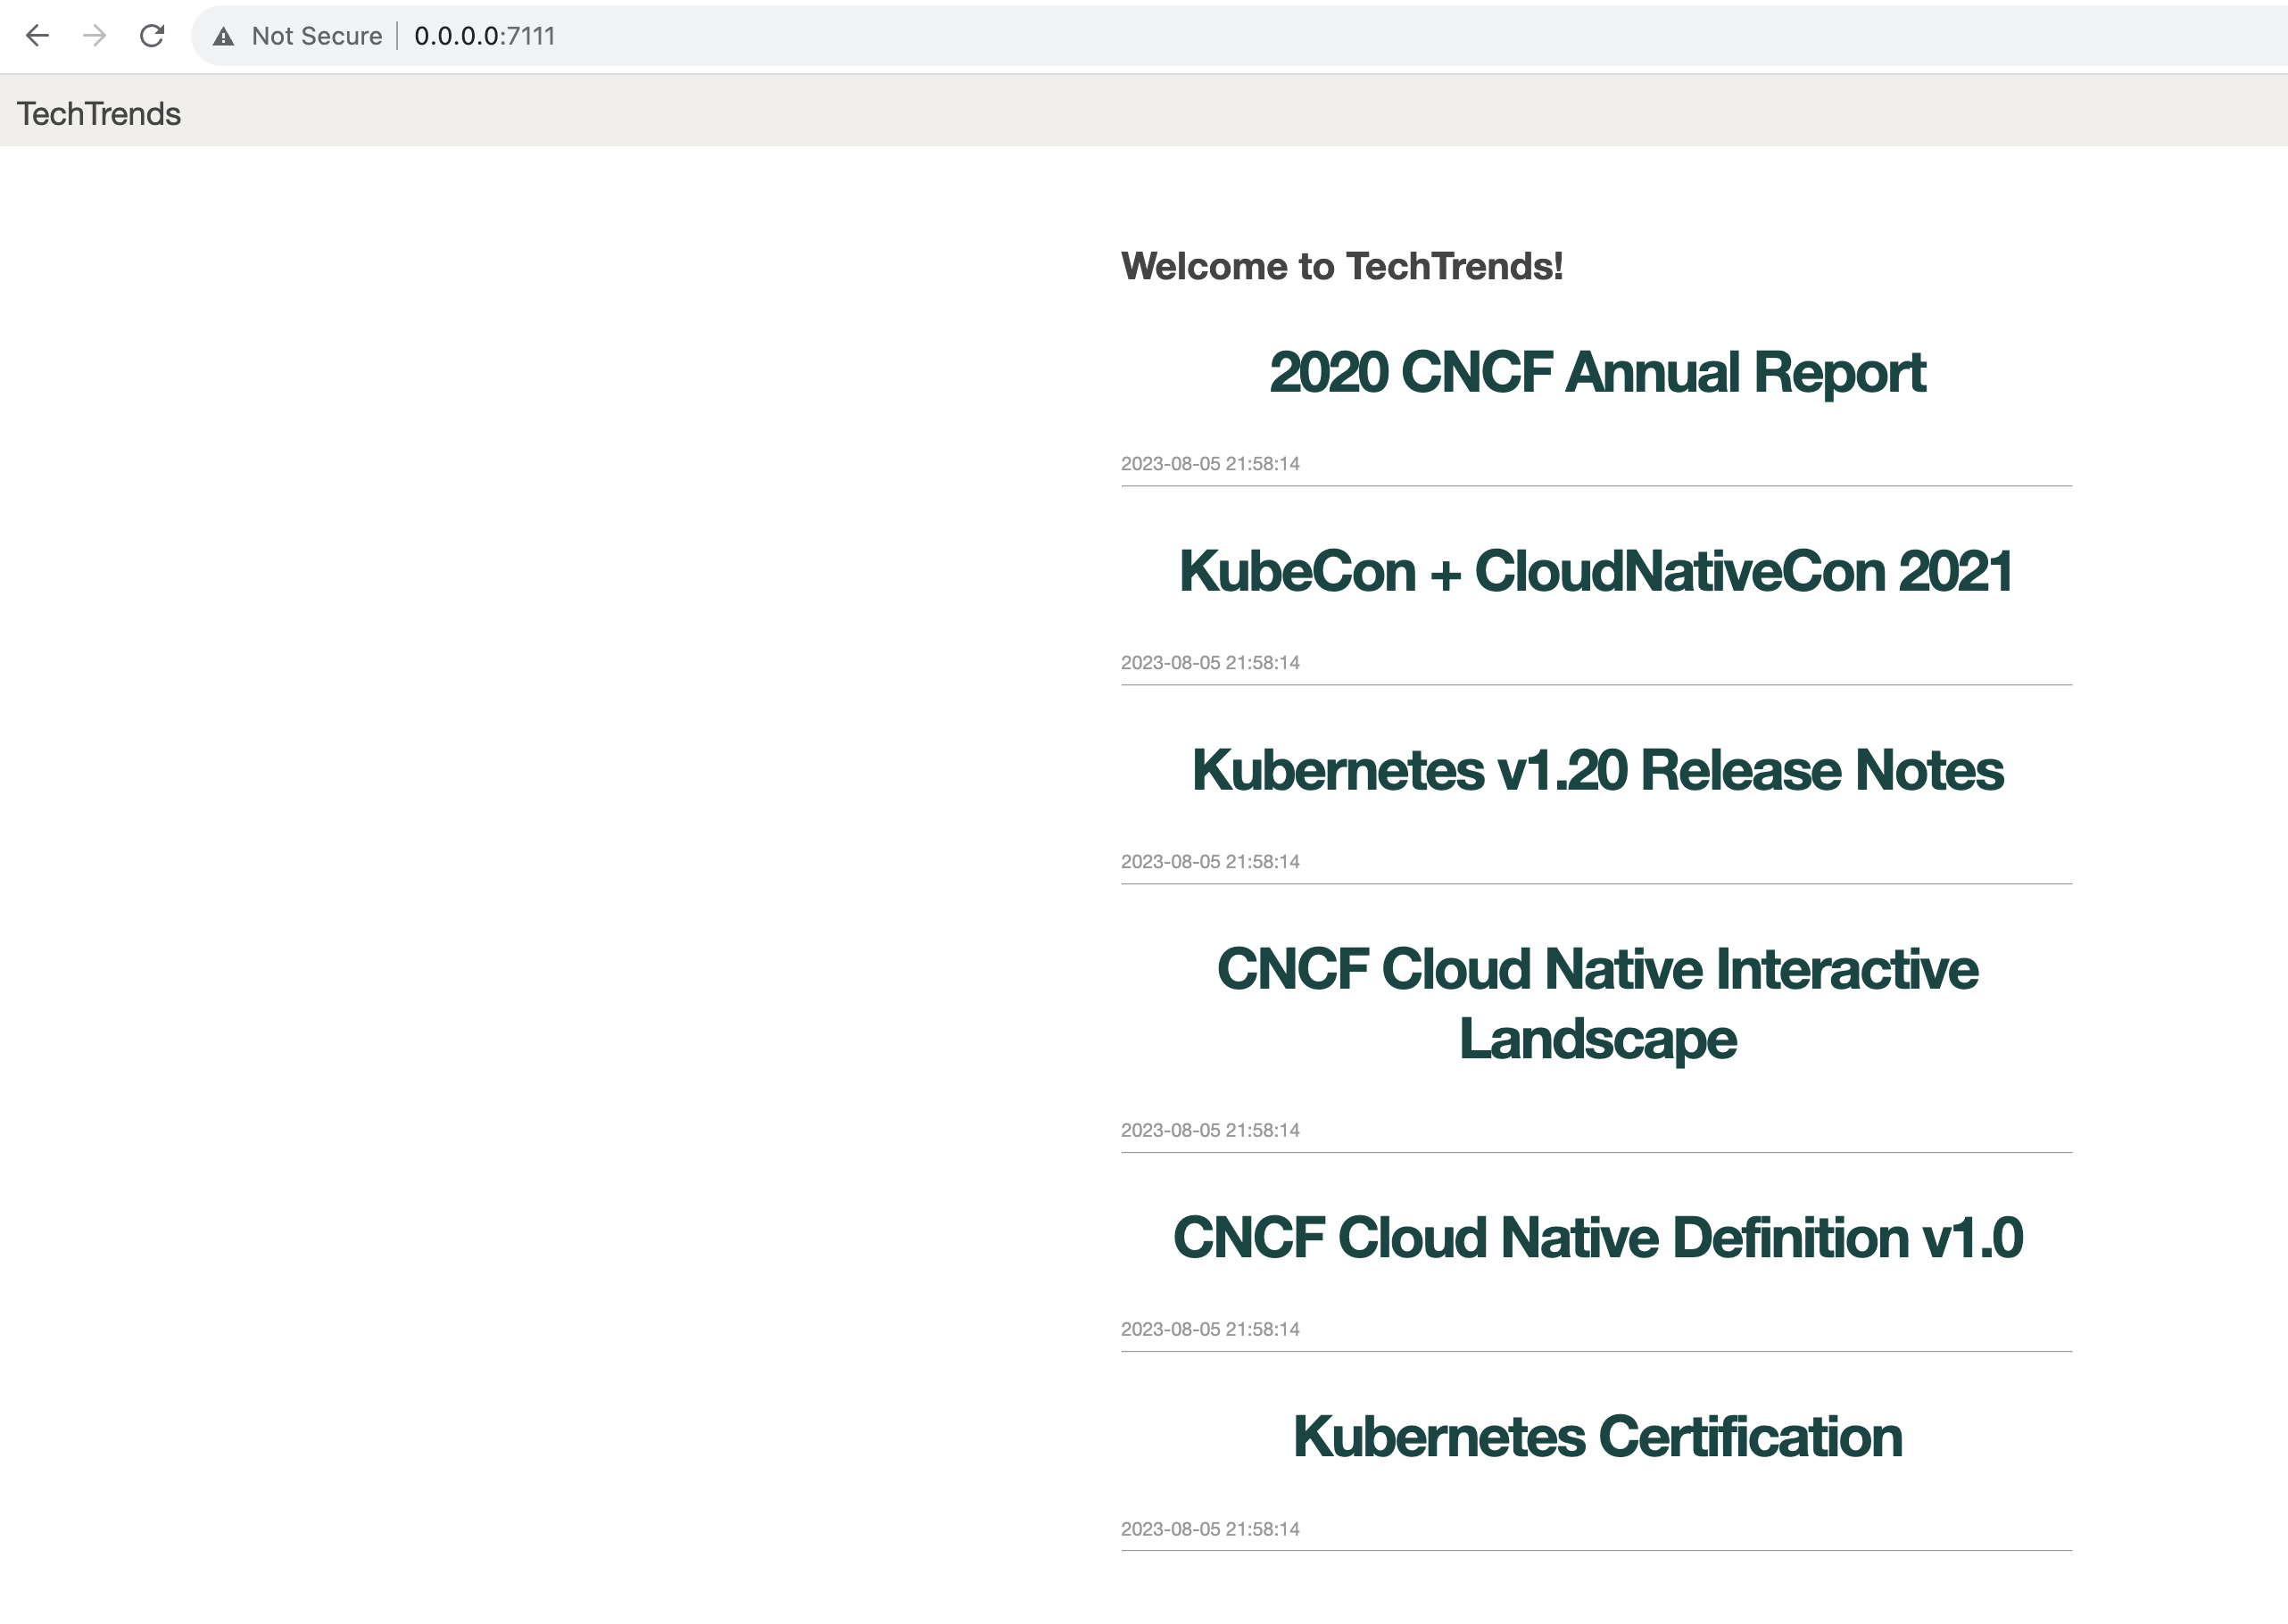 Not Secure 0.0.0.0:7111
TechTrends
Welcome to TechTrends!
2020 CNCF Annual Report
2023-08-05 21:58:14
KubeCon + CloudNativeCon 2021
2023-08-05 21:58:14
Kubernetes v1.20 Release Notes
2023-08-05 21:58:14
CNCF Cloud Native Interactive
Landscape
2023-08-05 21:58:14
CNCF Cloud Native Definition v1.0
2023-08-05 21:58:14
Kubernetes Certification
2023-08-05 21:58:14